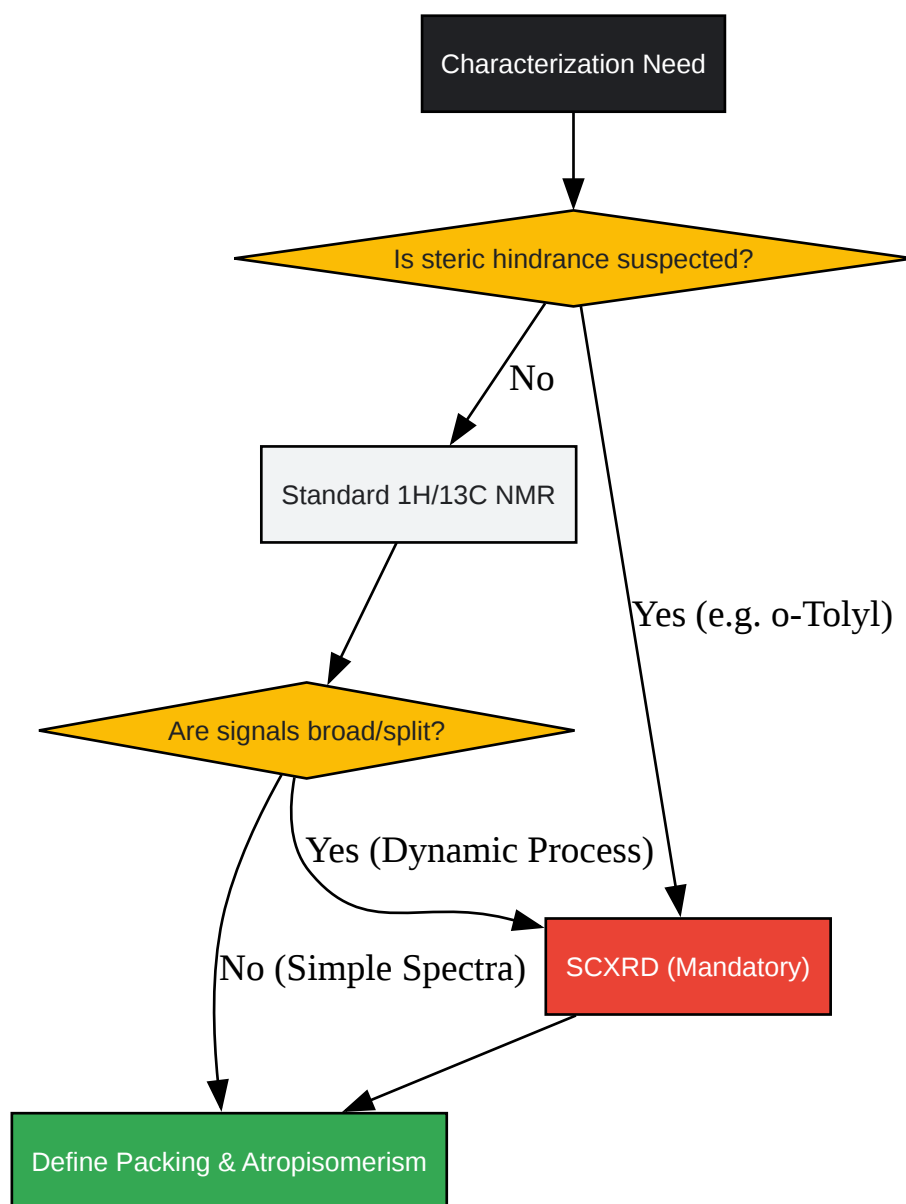 Characterization Need
Is steric hindrance suspected?
No
Standard 1H/13C NMR
Yes (e.g. o-Tolyl)
Are signals broad/split?
Yes (Dynamic Process)
No (Simple Spectra)
SCXRD (Mandatory)
Define Packing & Atropisomerism